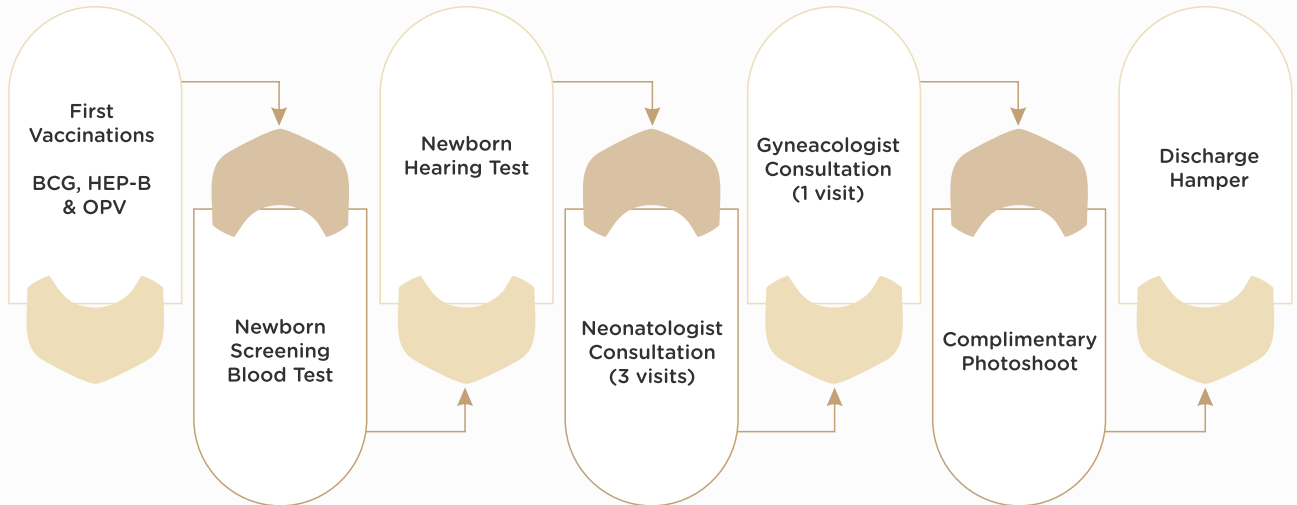 First
Vaccinations
BCG, HEP-B
& OPV
Newborn
Screening
Blood Test
Newborn
Hearing Test
Neonatologist
Consultation
(3 visits)
Gyneacologist
Consultation
(1 visit)
Complimentary
Photoshoot
Discharge
Hamper